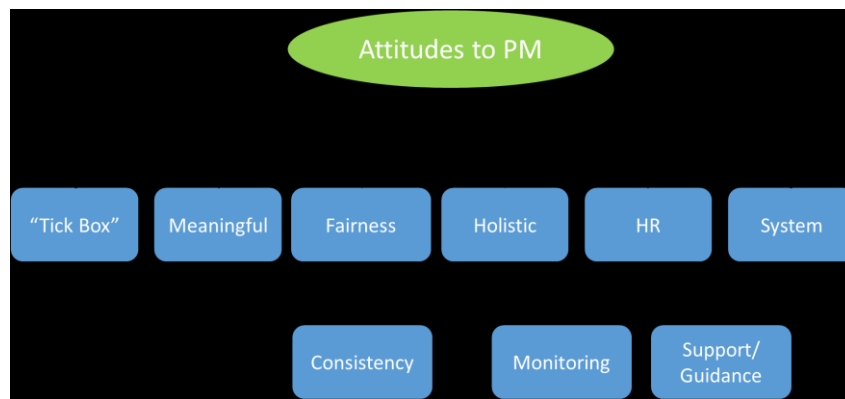 Attitudes to PM
“Tick Box”
Meaningful
Fairness
Holistic
HR
System
Consistency
Monitoring
Support/
Guidance